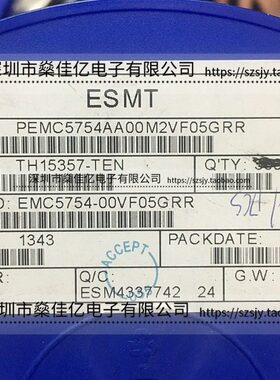 深圳市燊佳亿电子有限公司 https://szsjy.taobao.com
ESMT
PEMC5754AA00M2VF05GRR
TH15357-TEN Q'TY:
深圳市燊佳亿电子有限公司 https://szsjy.taobao.com
D: EMC5754-00VF05GRR
1343 PACKDATE:
ACCEPT
R: Q/C: G.W
ESM4337742 24
深圳市燊佳亿电子有限公司 https://szsjy.taobao.com